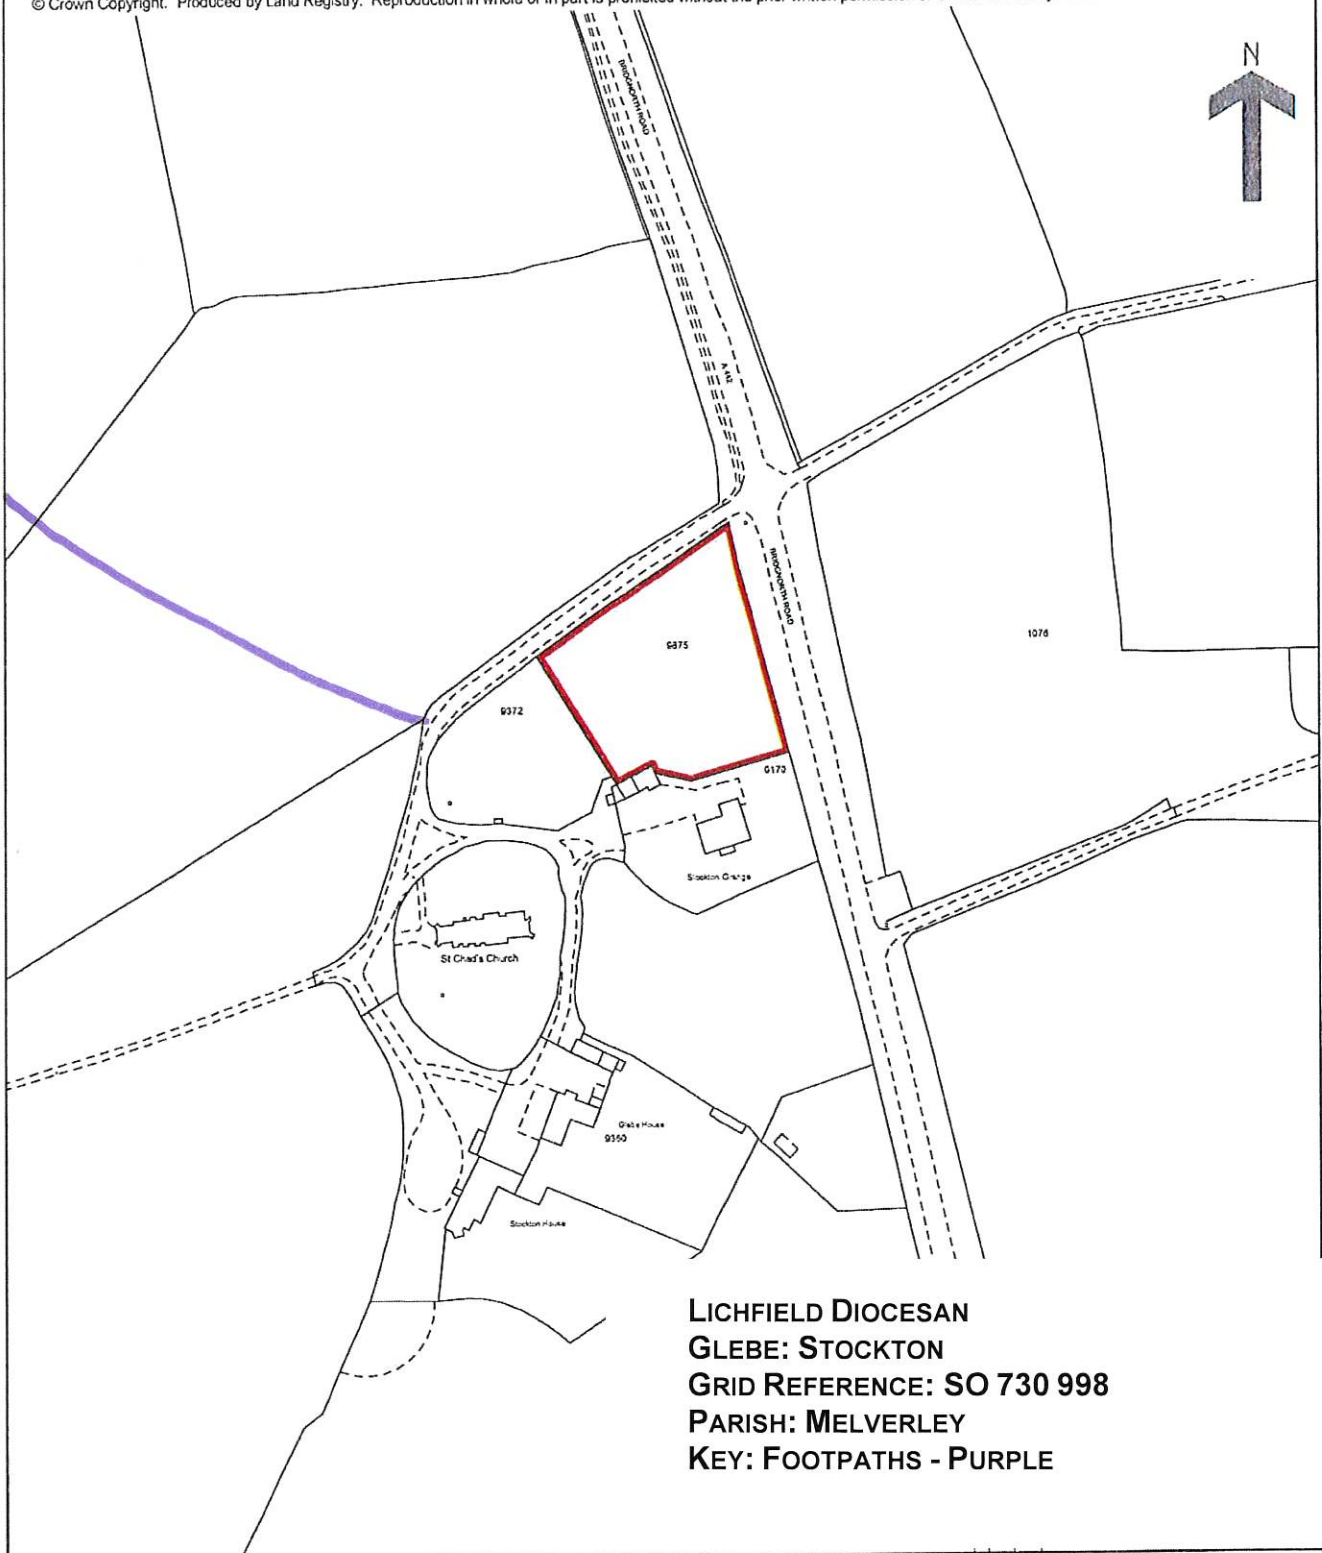 © Crown Copyright. Produced by Land Registry. Reproduction in whole or in part is prohibited without the prior written permission of
N
BRIDGNORTH ROAD
A 442
BRIDGNORTH ROAD
9875
1076
9372
Stockton Grange
St Chad's Church
Glebe House
9350
Stockton House
LICHFIELD DIOCESAN
GLEBE: STOCKTON
GRID REFERENCE: SO 730 998
PARISH: MELVERLEY
KEY: FOOTPATHS - PURPLE